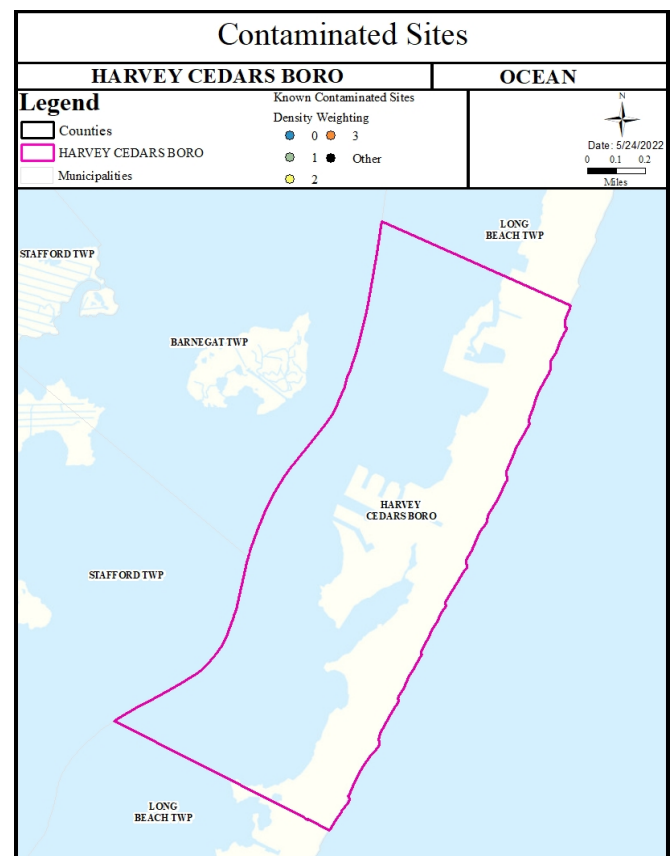 Contaminated Sites
HARVEY CEDARS BORO
OCEAN
Legend
Counties
HARVEY CEDARS BORO
Municipalities
Known Contaminated Sites
Density Weighting
0
3
1
Other
2
N
Date: 5/24/2022
0 0.1 0.2
Miles
LONG
BEACH TWP
STAFFORD TWP
BARNEGAT TWP
HARVEY
CEDARS BORO
STAFFORD TWP
LONG
BEACH TWP